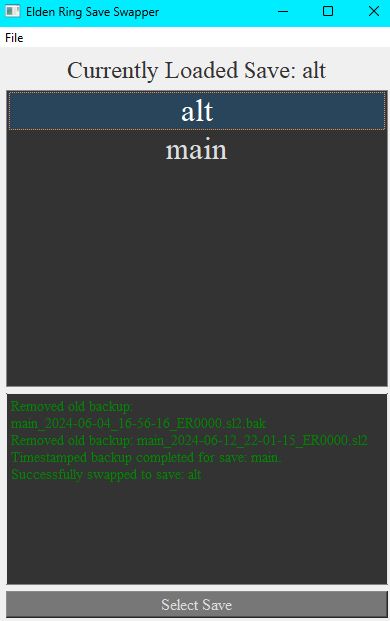 Elden Ring Save Swapper
File
Currently Loaded Save: alt
alt
main
Removed old backup:
main_2024-06-04_16-56-16_ER0000.sl2.bak
Removed old backup: main_2024-06-12_22-01-15_ER0000.sl2
Timestamped backup completed for save: main.
Successfully swapped to save: alt
Select Save